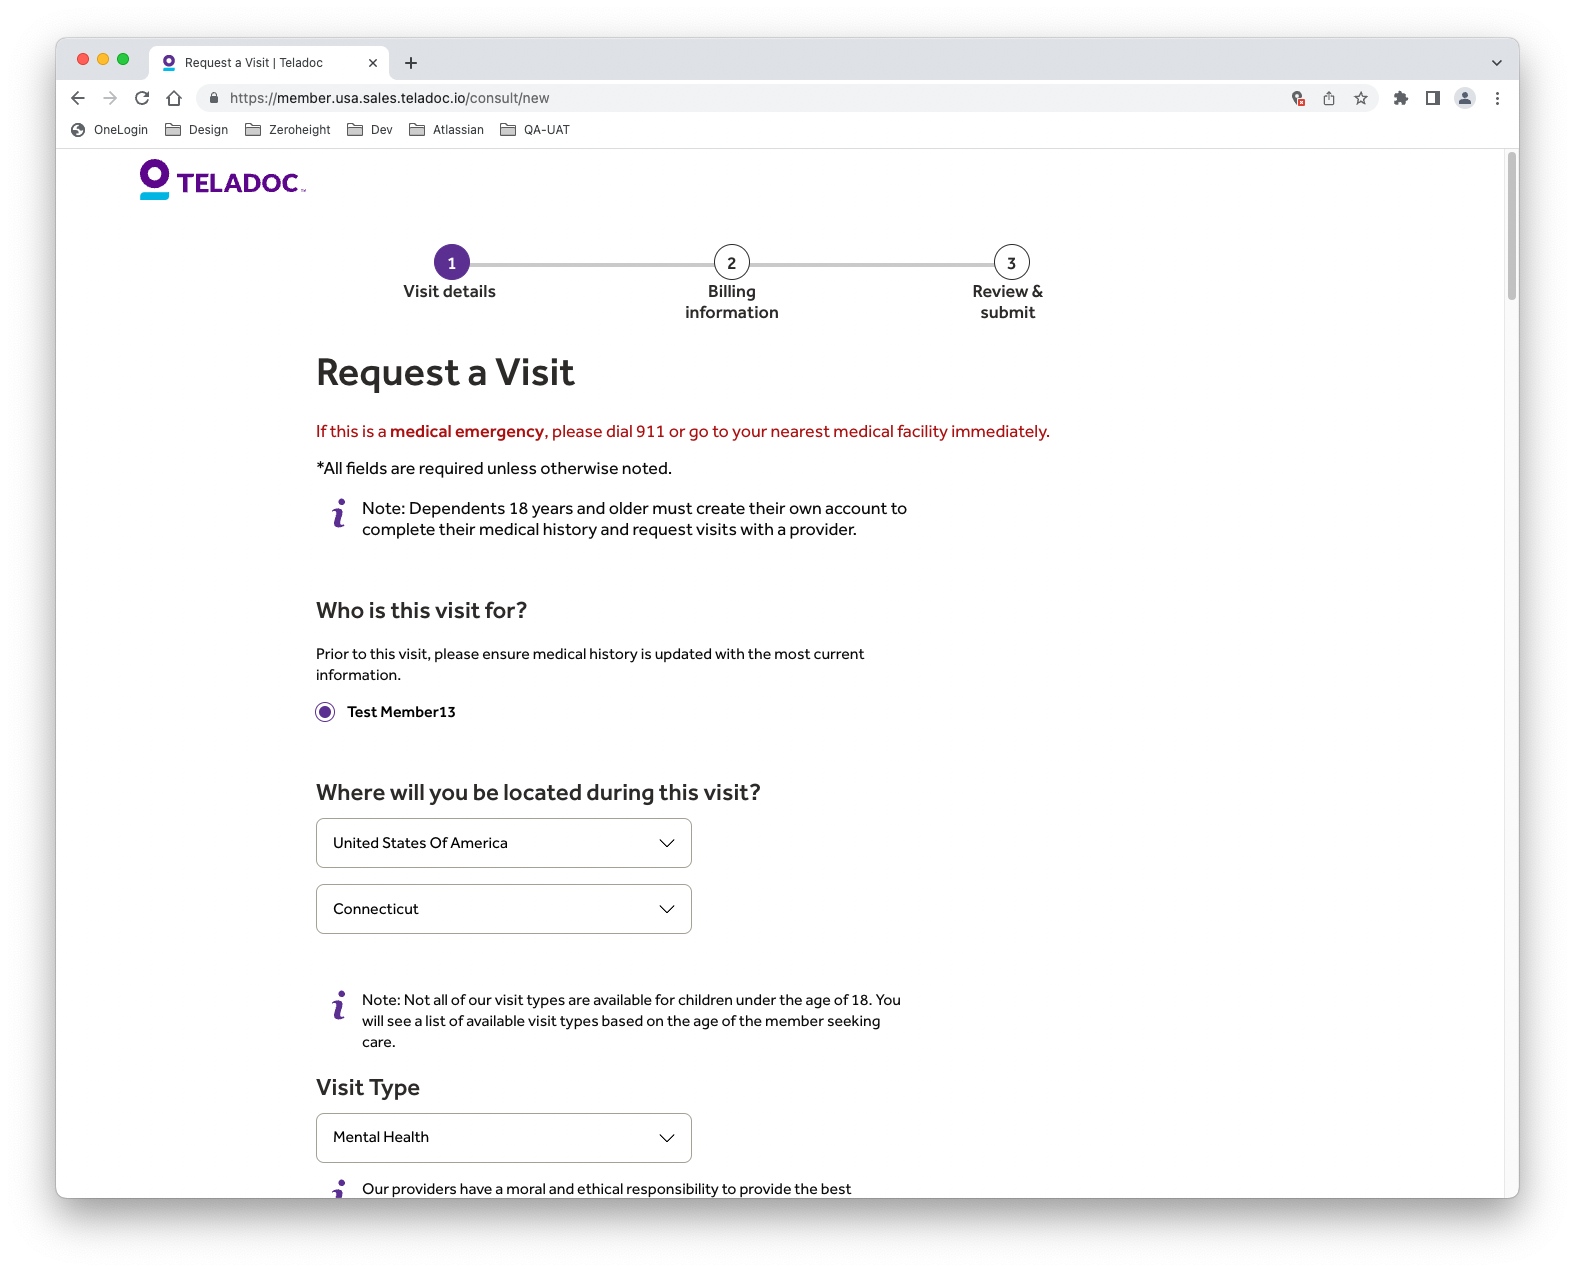 Request a Visit | Teladoc
https://member.usa.sales.teladoc.io/consult/new
OneLogin Design Zeroheight Dev Atlassian QA-UAT
TELADOC™
1 2 3
Visit details Billing information Review & submit
Request a Visit
If this is a medical emergency, please dial 911 or go to your nearest medical facility immediately.
*All fields are required unless otherwise noted.
i Note: Dependents 18 years and older must create their own account to
complete their medical history and request visits with a provider.
Who is this visit for?
Prior to this visit, please ensure medical history is updated with the most current
information.
Test Member13
Where will you be located during this visit?
United States Of America
Connecticut
i Note: Not all of our visit types are available for children under the age of 18. You
will see a list of available visit types based on the age of the member seeking
care.
Visit Type
Mental Health
i Our providers have a moral and ethical responsibility to provide the best